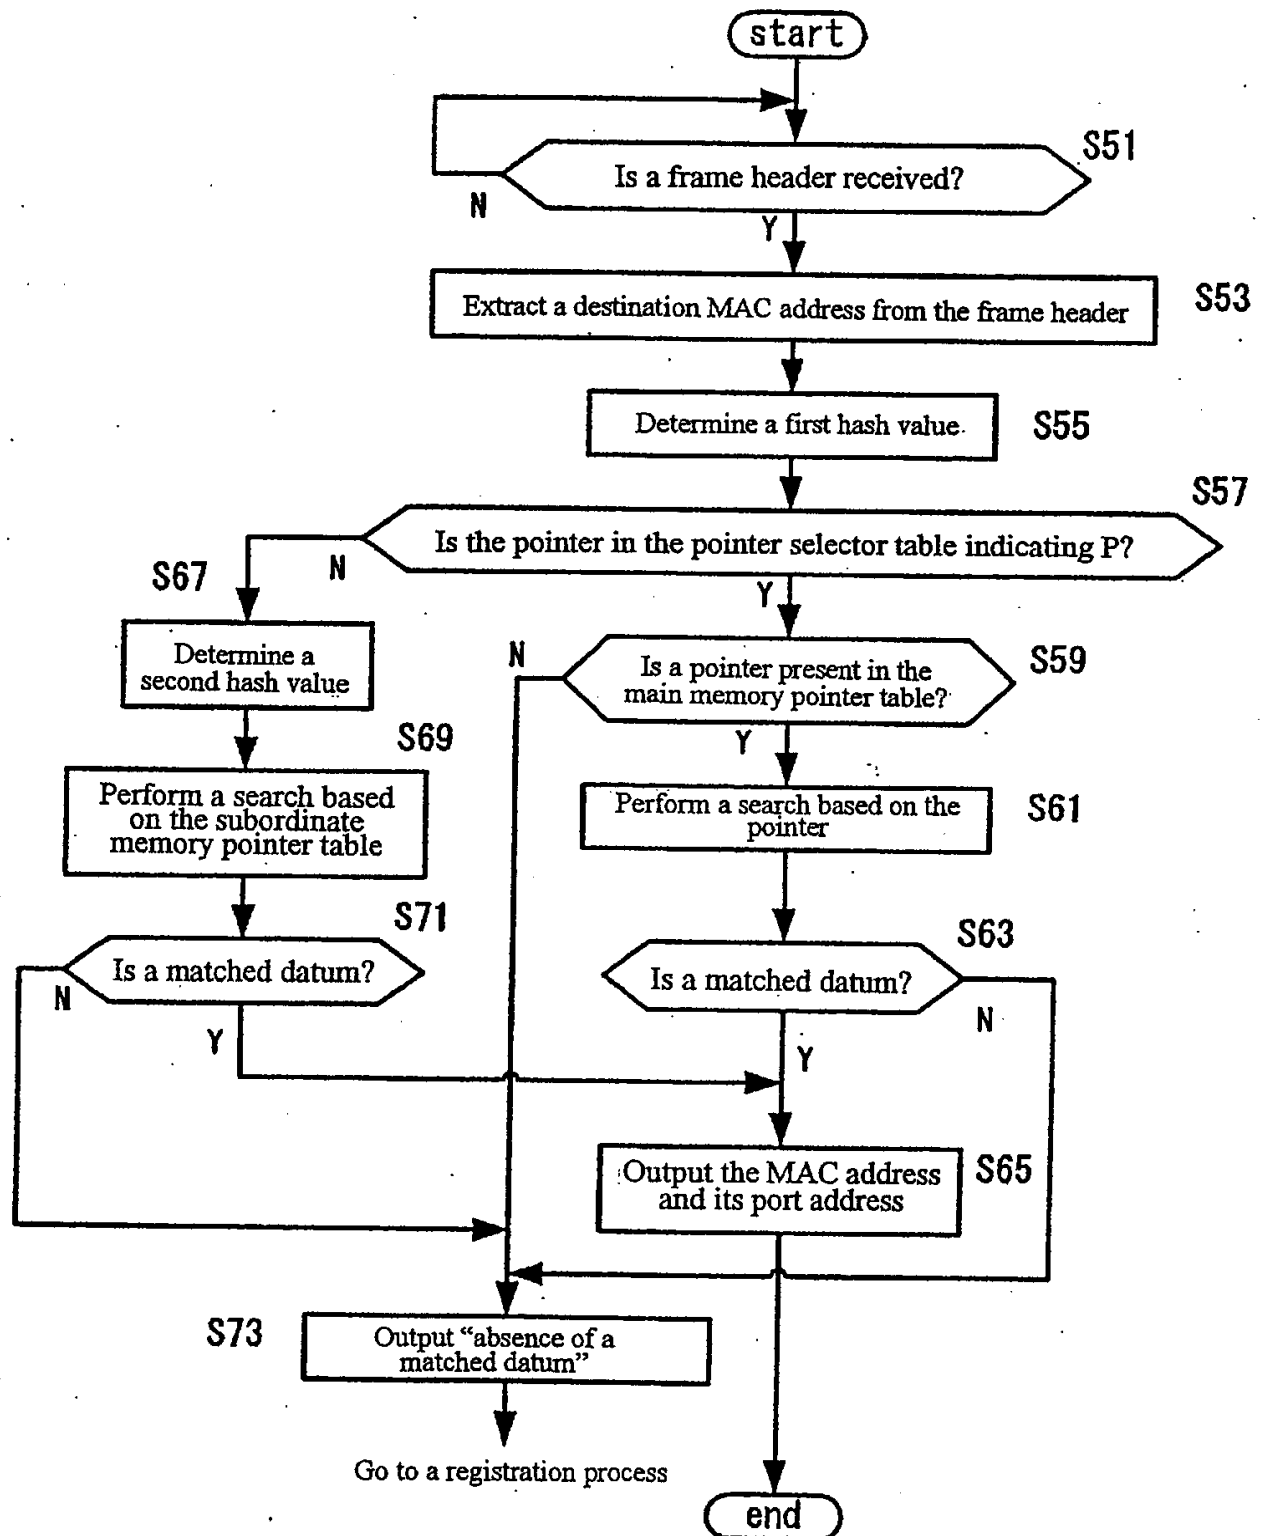 start
S51
Is a frame header received?
N
Y
Extract a destination MAC address from the frame header
S53
Determine a first hash value
S55
S57
Is the pointer in the pointer selector table indicating P?
N
Y
S67
Determine a
second hash value
N
Is a pointer present in the
main memory pointer table?
S59
Y
S69
Perform a search based
on the subordinate
memory pointer table
Perform a search based on the
pointer
S61
S71
Is a matched datum?
N
Y
S63
Is a matched datum?
N
Y
Output the MAC address
and its port address
S65
S73
Output “absence of a
matched datum”
Go to a registration process
end